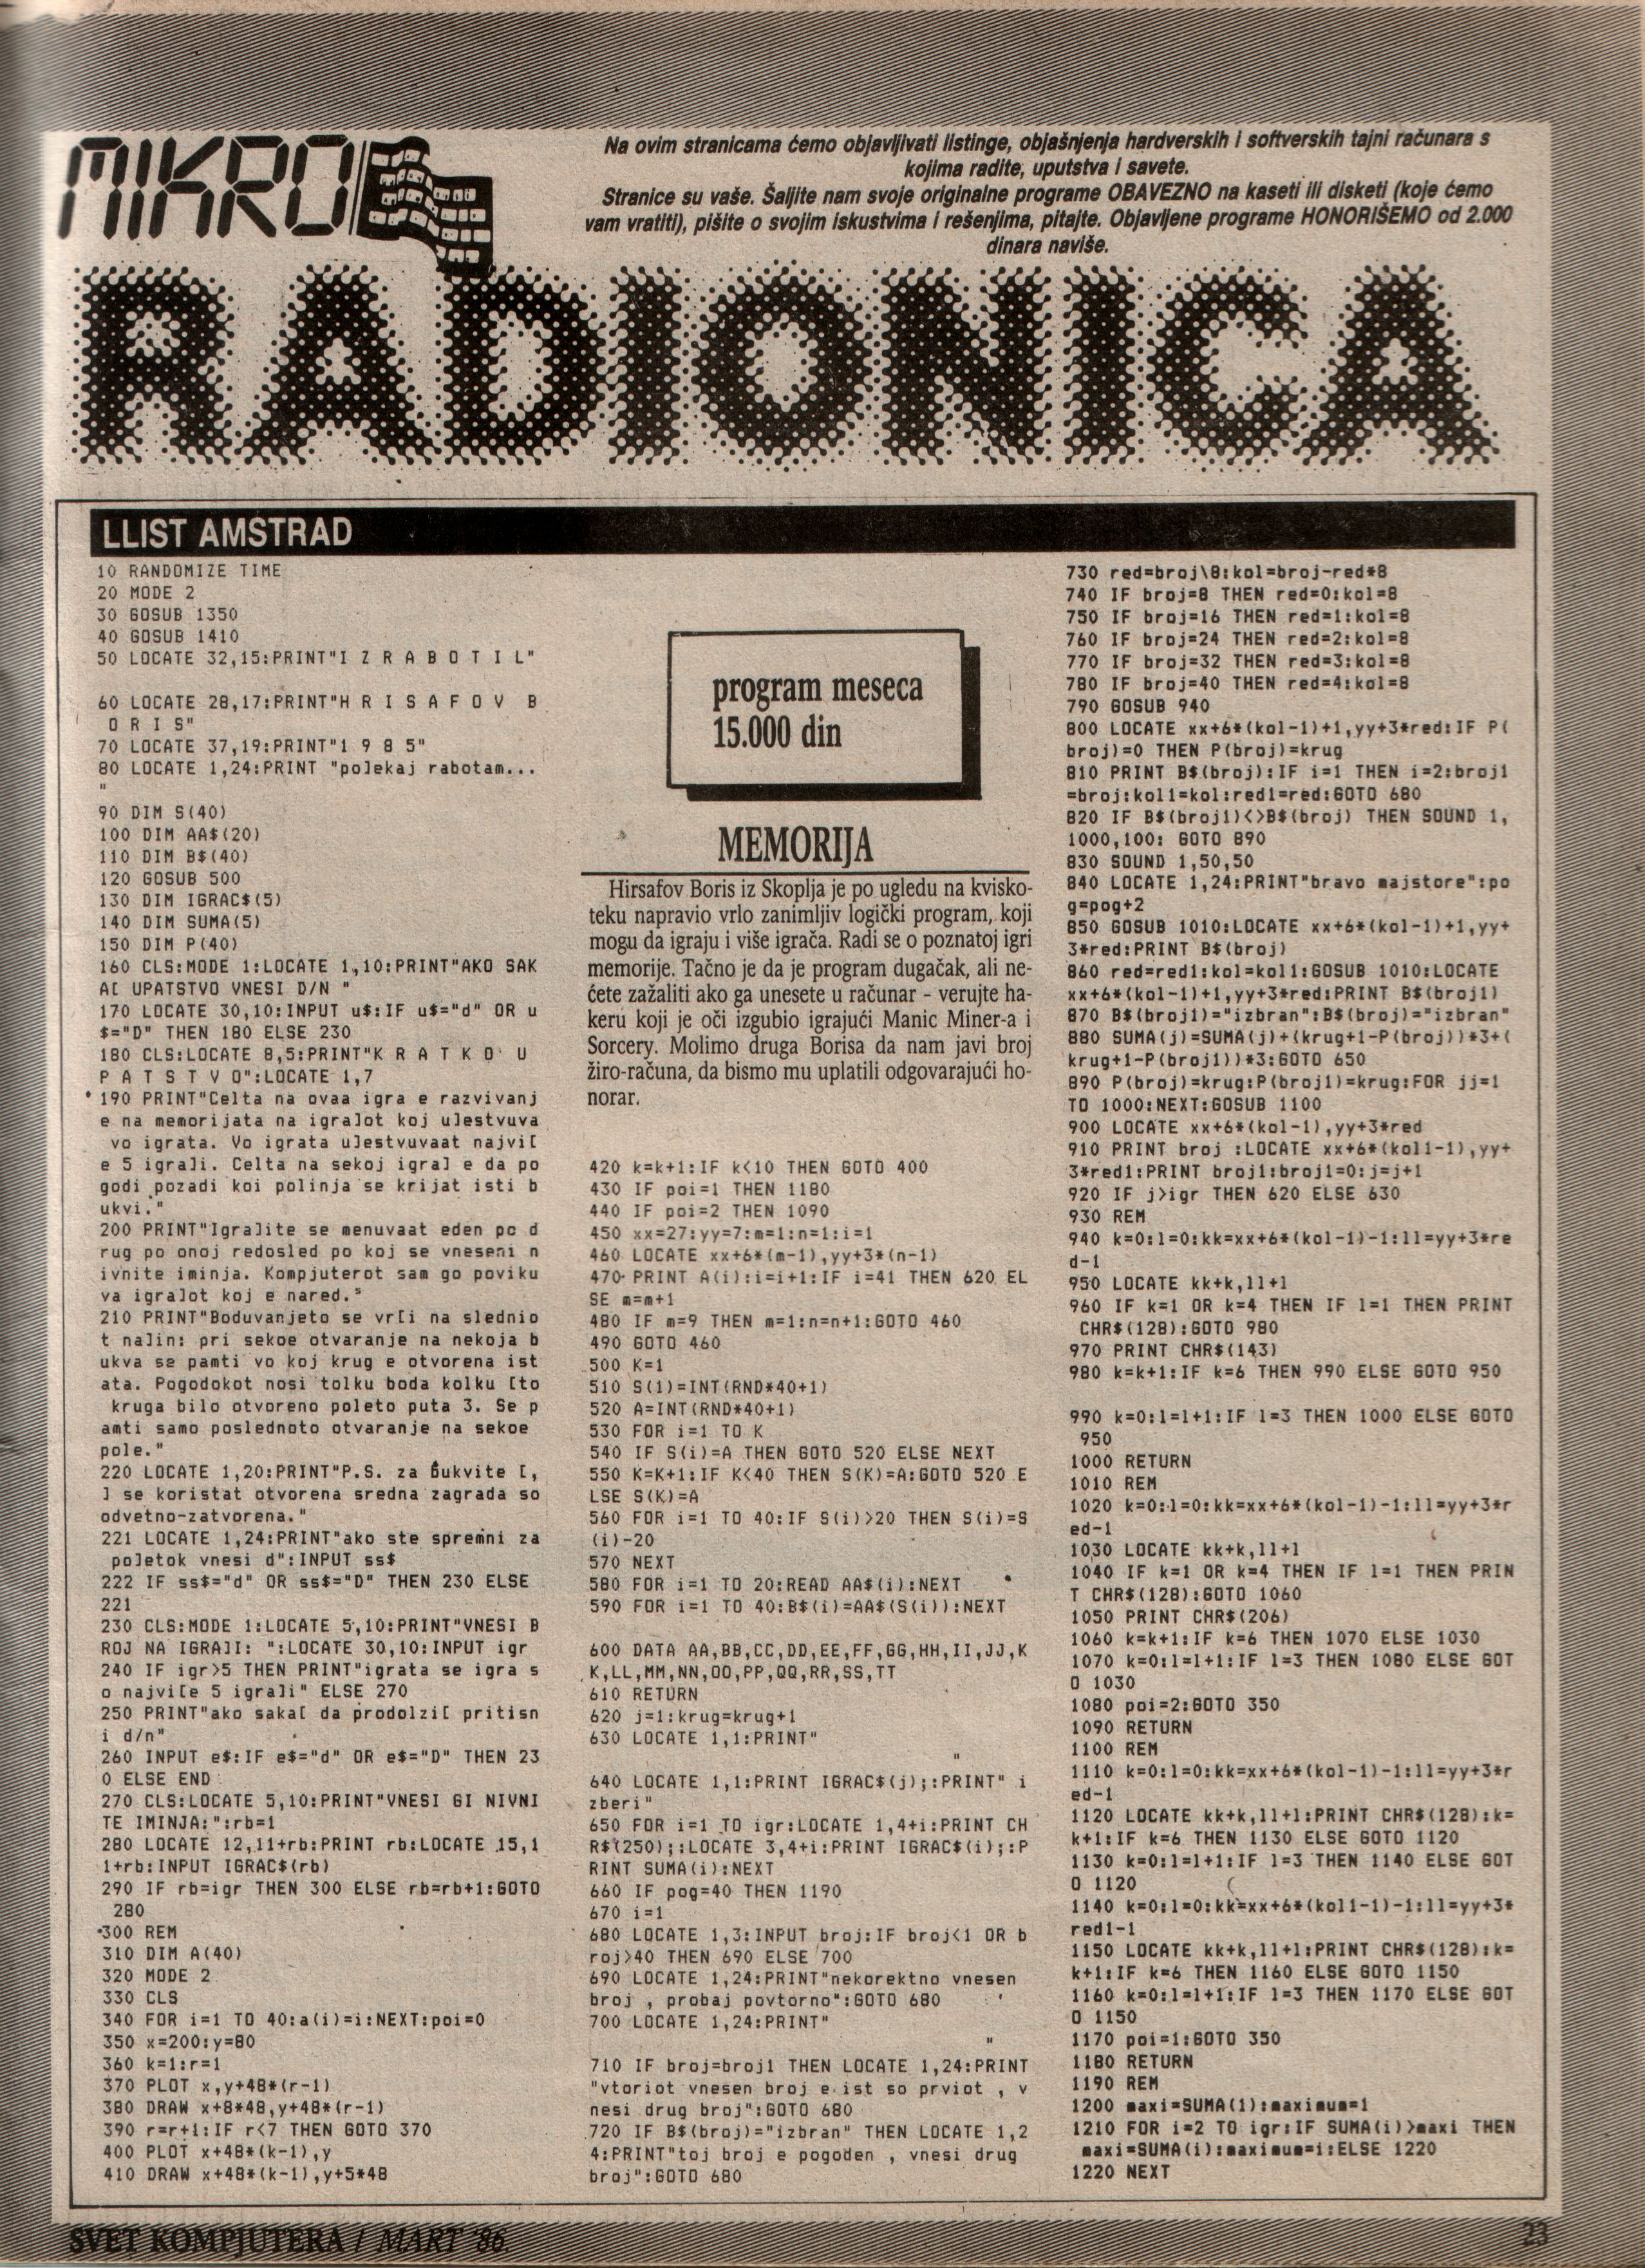 MIKRO
Na ovim stranicama ćemo objavljivati listinge, objašnjenja hardverskih i softverskih tajni računara s
kojima radite, uputstva i savete.
Stranice su vaše. Šaljite nam svoje originalne programe OBAVEZNO na kaseti ili disketi (koje ćemo
vam vratiti), pišite o svojim iskustvima i rešenjima, pitajte. Objavljene programe HONORIŠEMO od 2.000
dinara naviše.
RADIONICA
LLIST AMSTRAD
10 RANDOMIZE TIME
20 MODE 2
30 GOSUB 1350
40 GOSUB 1410
50 LOCATE 32,15:PRINT"I Z R A B O T I L"
60 LOCATE 28,17:PRINT"H R I S A F O V  B
 O R I S"
70 LOCATE 37,19:PRINT"1 9 8 5"
80 LOCATE 1,24:PRINT "po]ekaj rabotam...
"
90 DIM S(40)
100 DIM AA$(20)
110 DIM B$(40)
120 GOSUB 500
130 DIM IGRAC$(5)
140 DIM SUMA(5)
150 DIM P(40)
160 CLS:MODE 1:LOCATE 1,10:PRINT"AKO SAK
A[ UPATSTVO VNESI D/N "
170 LOCATE 30,10:INPUT u$:IF u$="d" OR u
$="D" THEN 180 ELSE 230
180 CLS:LOCATE 8,5:PRINT"K R A T K O  U
P A T S T V O":LOCATE 1,7
190 PRINT"Celta na ovaa igra e razvivanj
e na memorijata na igra]ot koj u]estvuva
 vo igrata. Vo igrata u]estvuvaat najvi[
e 5 igra]i. Celta na sekoj igra] e da po
godi pozadi koi polinja se krijat isti b
ukvi."
200 PRINT"Igra]ite se menuvaat eden po d
rug po onoj redosled po koj se vneseni n
ivnite iminja. Kompjuterot sam go poviku
va igra]ot koj e nared."
210 PRINT"Boduvanjeto se vr[i na slednio
t na]in: pri sekoe otvaranje na nekoja b
ukva se pamti vo koj krug e otvorena ist
ata. Pogodokot nosi tolku boda kolku [to
 kruga bilo otvoreno poleto puta 3. Se p
amti samo poslednoto otvaranje na sekoe
pole."
220 LOCATE 1,20:PRINT"P.S. za bukvite [,
] se koristat otvorena sredna zagrada so
odvetno-zatvorena."
221 LOCATE 1,24:PRINT"ako ste spremni za
 po]etok vnesi d":INPUT ss$
222 IF ss$="d" OR ss$="D" THEN 230 ELSE
221
230 CLS:MODE 1:LOCATE 5,10:PRINT"VNESI B
ROJ NA IGRA]I: ":LOCATE 30,10:INPUT igr
240 IF igr>5 THEN PRINT"igrata se igra s
o najvi[e 5 igra]i" ELSE 270
250 PRINT"ako saka[ da prodolzi[ pritisn
i d/n"
260 INPUT e$:IF e$="d" OR e$="D" THEN 23
0 ELSE END
270 CLS:LOCATE 5,10:PRINT"VNESI GI NIVNI
TE IMINJA:":rb=1
280 LOCATE 12,11+rb:PRINT rb:LOCATE 15,1
1+rb:INPUT IGRAC$(rb)
290 IF rb=igr THEN 300 ELSE rb=rb+1:GOTO
 280
300 REM
310 DIM A(40)
320 MODE 2
330 CLS
340 FOR i=1 TO 40:a(i)=i:NEXT:poi=0
350 x=200:y=80
360 k=1:r=1
370 PLOT x,y+48*(r-1)
380 DRAW x+8*48,y+48*(r-1)
390 r=r+1:IF r<7 THEN GOTO 370
400 PLOT x+48*(k-1),y
410 DRAW x+48*(k-1),y+5*48
program meseca
15.000 din
MEMORIJA
Hirsafov Boris iz Skoplja je po ugledu na kvisko-
teku napravio vrlo zanimljiv logički program, koji
mogu da igraju i više igrača. Radi se o poznatoj igri
memorije. Tačno je da je program dugačak, ali ne-
ćete zažaliti ako ga unesete u računar - verujte ha-
keru koji je oči izgubio igrajući Manic Miner-a i
Sorcery. Molimo druga Borisa da nam javi broj
žiro-računa, da bismo mu uplatili odgovarajući ho-
norar.
420 k=k+1:IF k<10 THEN GOTO 400
430 IF poi=1 THEN 1180
440 IF poi=2 THEN 1090
450 xx=27:yy=7:m=1:n=1:i=1
460 LOCATE xx+6*(m-1),yy+3*(n-1)
470 PRINT A(i):i=i+1:IF i=41 THEN 620 EL
SE m=m+1
480 IF m=9 THEN m=1:n=n+1:GOTO 460
490 GOTO 460
500 K=1
510 S(1)=INT(RND*40+1)
520 A=INT(RND*40+1)
530 FOR i=1 TO K
540 IF S(i)=A THEN GOTO 520 ELSE NEXT
550 K=K+1:IF K<40 THEN S(K)=A:GOTO 520 E
LSE S(K)=A
560 FOR i=1 TO 40:IF S(i)>20 THEN S(i)=S
(i)-20
570 NEXT
580 FOR i=1 TO 20:READ AA$(i):NEXT
590 FOR i=1 TO 40:B$(i)=AA$(S(i)):NEXT
600 DATA AA,BB,CC,DD,EE,FF,GG,HH,II,JJ,K
K,LL,MM,NN,OO,PP,QQ,RR,SS,TT
610 RETURN
620 j=1:krug=krug+1
630 LOCATE 1,1:PRINT"
"
640 LOCATE 1,1:PRINT IGRAC$(j);:PRINT" i
zberi"
650 FOR i=1 TO igr:LOCATE 1,4+i:PRINT CH
R$(250);:LOCATE 3,4+i:PRINT IGRAC$(i);:P
RINT SUMA(i):NEXT
660 IF pog=40 THEN 1190
670 i=1
680 LOCATE 1,3:INPUT broj:IF broj<1 OR b
roj>40 THEN 690 ELSE 700
690 LOCATE 1,24:PRINT"nekorektno vnesen
broj , probaj povtorno":GOTO 680
700 LOCATE 1,24:PRINT"
"
710 IF broj=broj1 THEN LOCATE 1,24:PRINT
"vtoriot vnesen broj e ist so prviot , v
nesi drug broj":GOTO 680
720 IF B$(broj)="izbran" THEN LOCATE 1,2
4:PRINT"toj broj e pogoden , vnesi drug
broj":GOTO 680
730 red=broj\8:kol=broj-red*8
740 IF broj=8 THEN red=0:kol=8
750 IF broj=16 THEN red=1:kol=8
760 IF broj=24 THEN red=2:kol=8
770 IF broj=32 THEN red=3:kol=8
780 IF broj=40 THEN red=4:kol=8
790 GOSUB 940
800 LOCATE xx+6*(kol-1)+1,yy+3*red:IF P(
broj)=0 THEN P(broj)=krug
810 PRINT B$(broj):IF i=1 THEN i=2:broj1
=broj:kol1=kol:red1=red:GOTO 680
820 IF B$(broj1)<>B$(broj) THEN SOUND 1,
1000,100: GOTO 890
830 SOUND 1,50,50
840 LOCATE 1,24:PRINT"bravo majstore":po
g=pog+2
850 GOSUB 1010:LOCATE xx+6*(kol-1)+1,yy+
3*red:PRINT B$(broj)
860 red=red1:kol=kol1:GOSUB 1010:LOCATE
xx+6*(kol-1)+1,yy+3*red:PRINT B$(broj1)
870 B$(broj1)="izbran":B$(broj)="izbran"
880 SUMA(j)=SUMA(j)+(krug+1-P(broj))*3+(
krug+1-P(broj1))*3:GOTO 650
890 P(broj)=krug:P(broj1)=krug:FOR jj=1
TO 1000:NEXT:GOSUB 1100
900 LOCATE xx+6*(kol-1),yy+3*red
910 PRINT broj :LOCATE xx+6*(kol1-1),yy+
3*red1:PRINT broj1:broj1=0:j=j+1
920 IF j>igr THEN 620 ELSE 630
930 REM
940 k=0:l=0:kk=xx+6*(kol-1)-1:ll=yy+3*re
d-1
950 LOCATE kk+k,ll+l
960 IF k=1 OR k=4 THEN IF l=1 THEN PRINT
 CHR$(128):GOTO 980
970 PRINT CHR$(143)
980 k=k+1:IF k=6 THEN 990 ELSE GOTO 950
990 k=0:l=l+1:IF l=3 THEN 1000 ELSE GOTO
 950
1000 RETURN
1010 REM
1020 k=0:l=0:kk=xx+6*(kol-1)-1:ll=yy+3*r
ed-1
1030 LOCATE kk+k,ll+l
1040 IF k=1 OR k=4 THEN IF l=1 THEN PRIN
T CHR$(128):GOTO 1060
1050 PRINT CHR$(206)
1060 k=k+1:IF k=6 THEN 1070 ELSE 1030
1070 k=0:l=l+1:IF l=3 THEN 1080 ELSE GOT
O 1030
1080 poi=2:GOTO 350
1090 RETURN
1100 REM
1110 k=0:l=0:kk=xx+6*(kol-1)-1:ll=yy+3*r
ed-1
1120 LOCATE kk+k,ll+l:PRINT CHR$(128):k=
k+1:IF k=6 THEN 1130 ELSE GOTO 1120
1130 k=0:l=l+1:IF l=3 THEN 1140 ELSE GOT
O 1120
1140 k=0:l=0:kk=xx+6*(kol1-1)-1:ll=yy+3*
red1-1
1150 LOCATE kk+k,ll+l:PRINT CHR$(128):k=
k+1:IF k=6 THEN 1160 ELSE GOTO 1150
1160 k=0:l=l+1:IF l=3 THEN 1170 ELSE GOT
O 1150
1170 poi=1:GOTO 350
1180 RETURN
1190 REM
1200 maxi=SUMA(1):maximum=1
1210 FOR i=2 TO igr:IF SUMA(i)>maxi THEN
 maxi=SUMA(i):maximum=i:ELSE 1220
1220 NEXT
SVET KOMPJUTERA / MART '86.
23